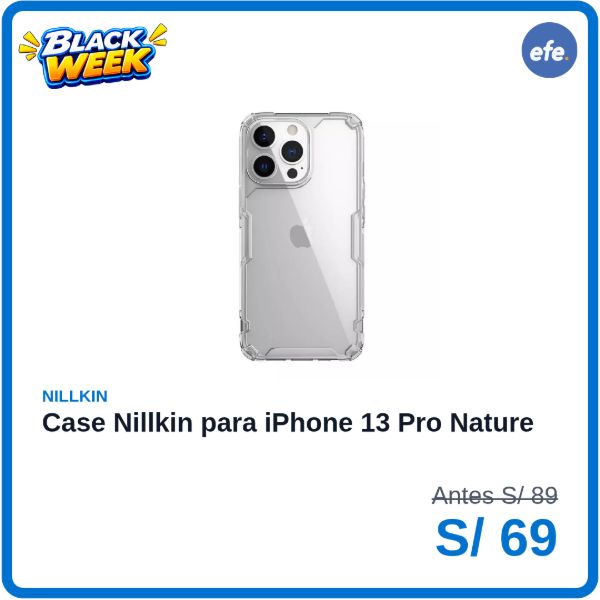 BLACK
WEEK
efe.
NILLKIN
Case Nillkin para iPhone 13 Pro Nature
Antes S/ 89
S/ 69